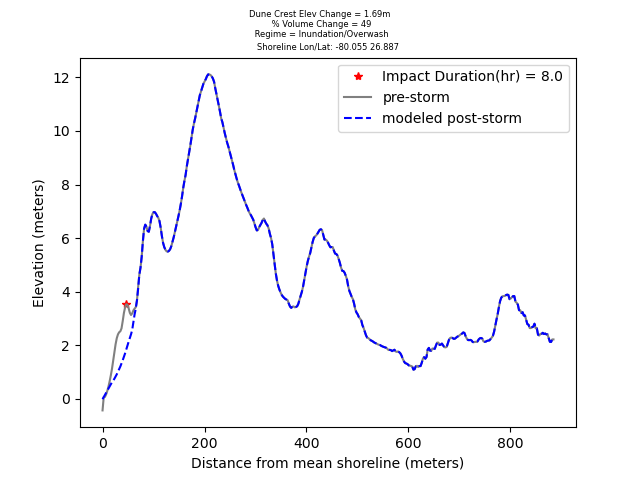 Dune Crest Elev Change = 1.69m
% Volume Change = 49
Regime = Inundation/Overwash
Shoreline Lon/Lat: -80.055 26.887
Impact Duration(hr) = 8.0
pre-storm
modeled post-storm
Elevation (meters)
12
10
8
6
4
2
0
0 200 400 600 800
Distance from mean shoreline (meters)